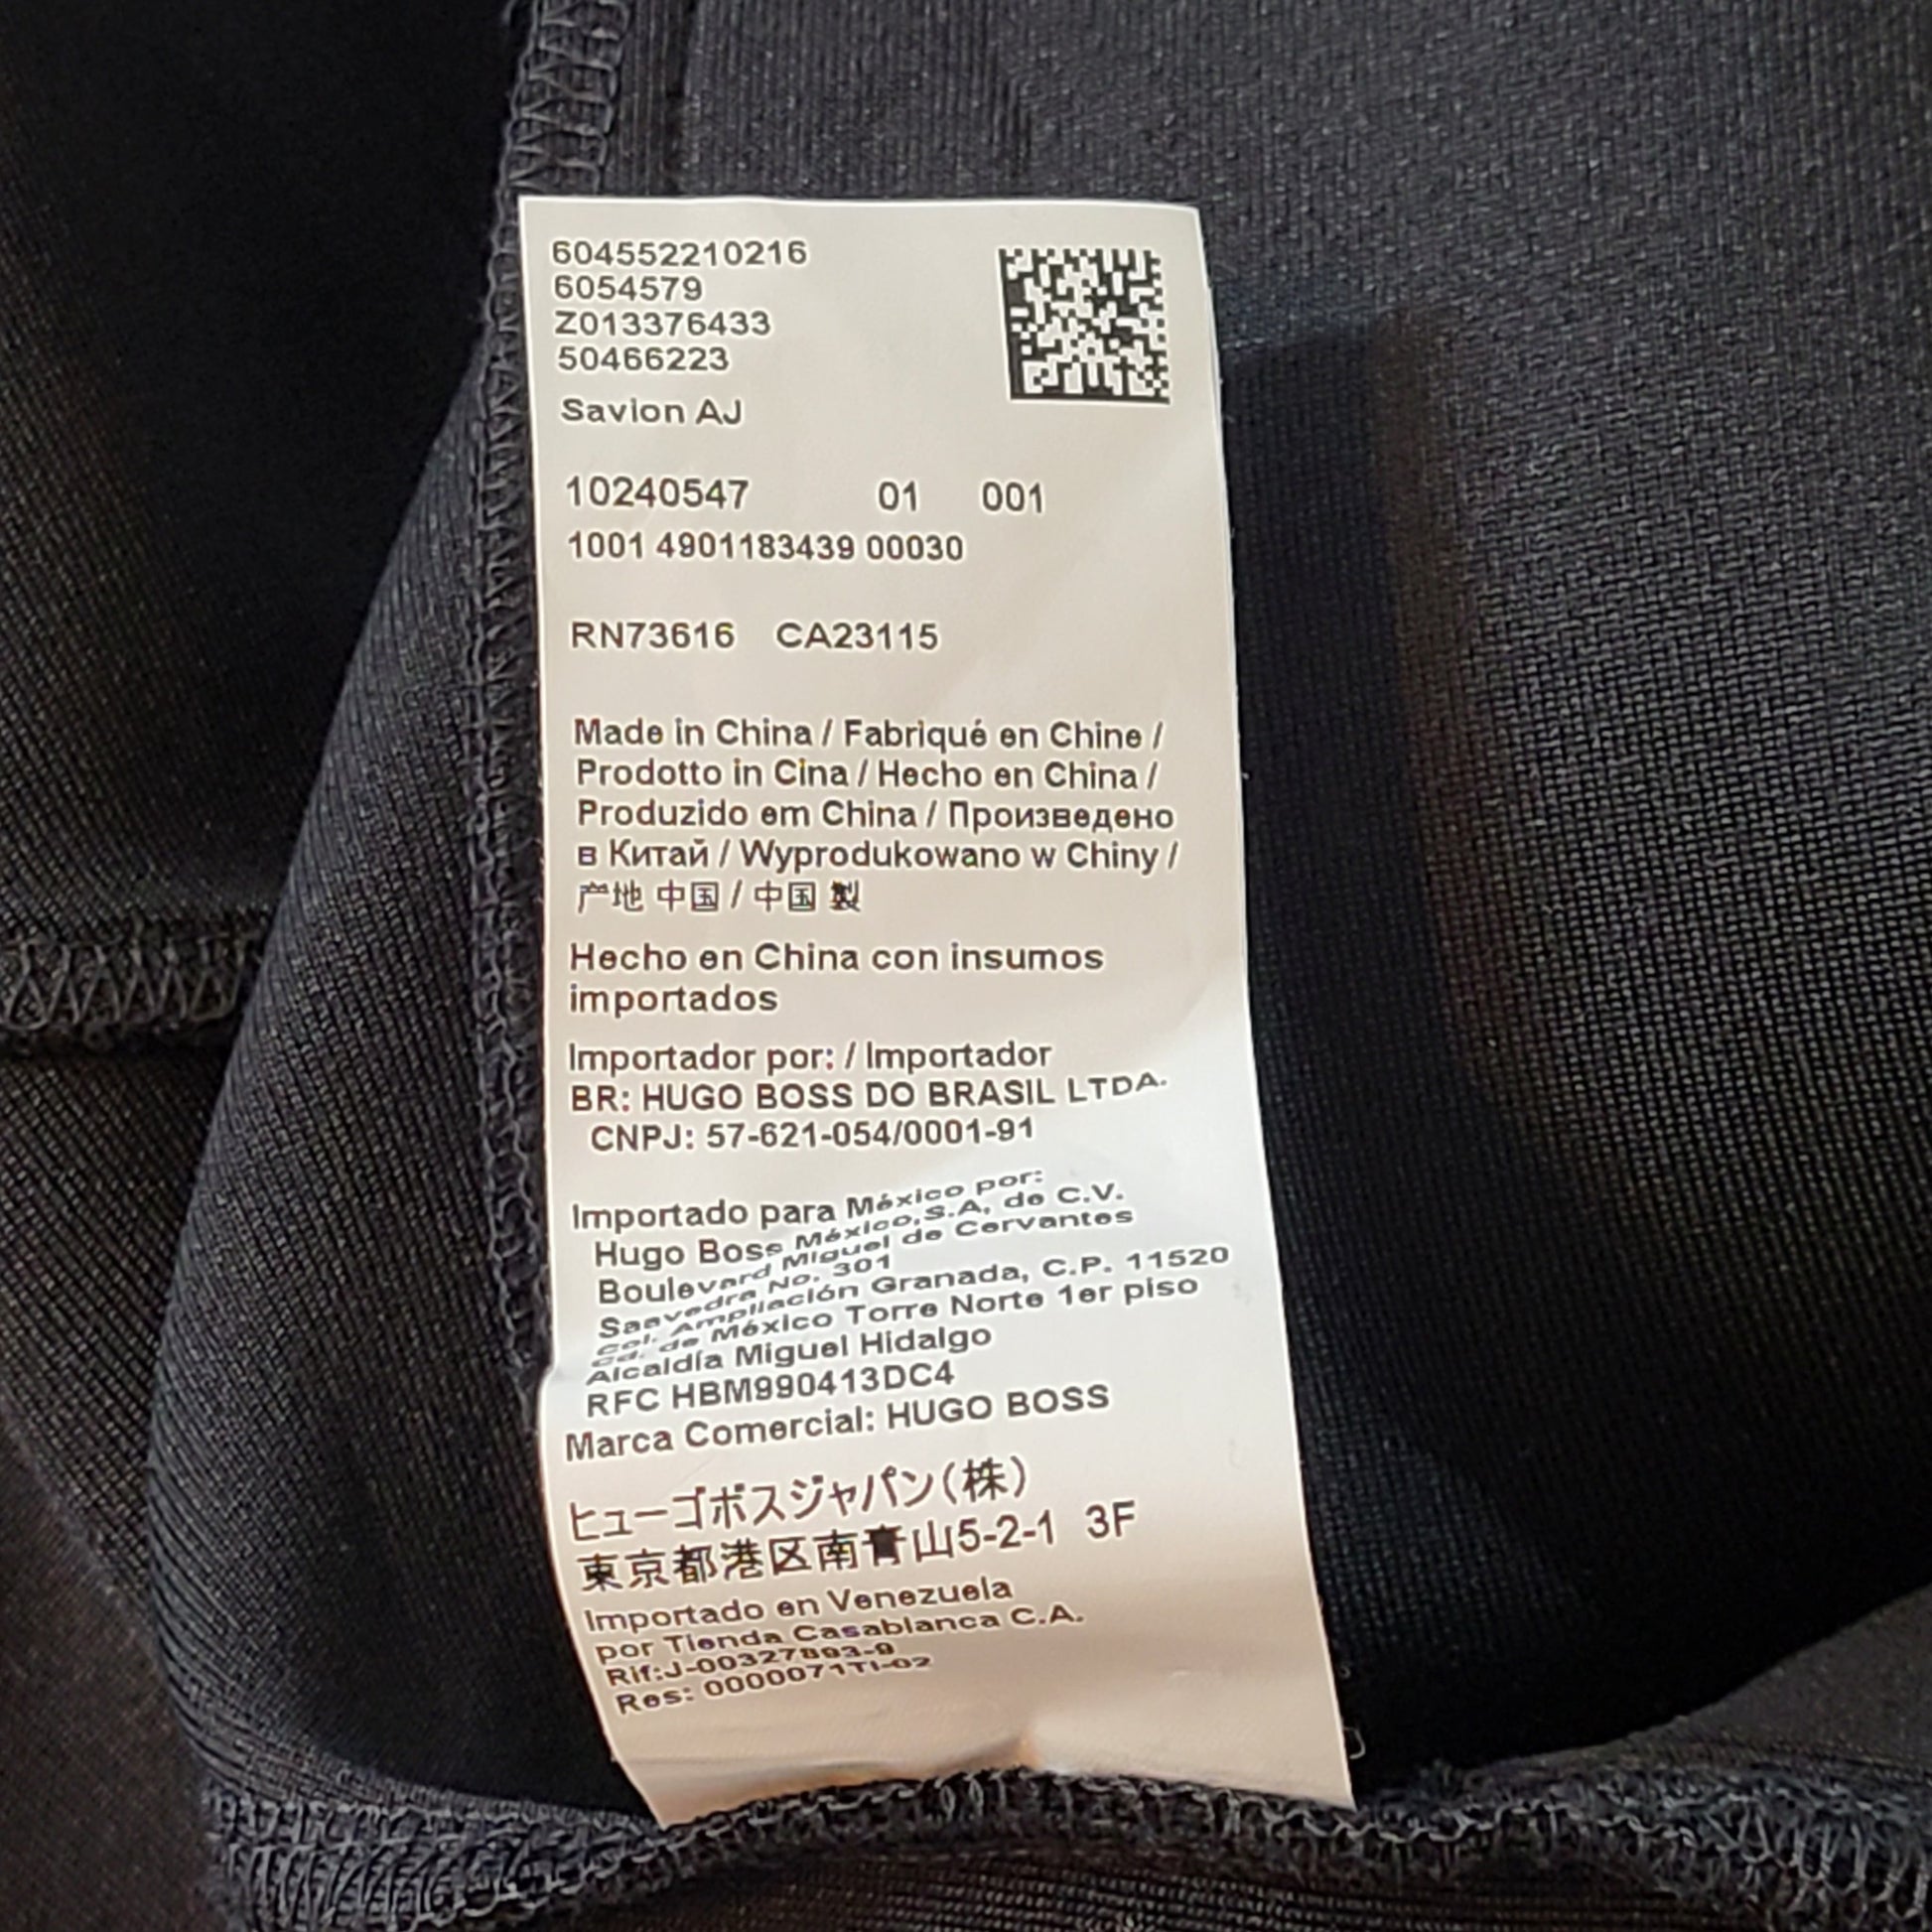 604552210216
6054579
Z013376433
50466223
Savion AJ
10240547 01 001
1001 4901183439 00030
RN73616 CA23115
Made in China / Fabriqué en Chine /
Prodotto in Cina / Hecho en China /
Produzido em China / Произведено
в Китай / Wyprodukowano w Chiny /
产地 中国 / 中国 製
Hecho en China con insumos
importados
Importador por: / Importador
BR: HUGO BOSS DO BRASIL LTDA.
CNPJ: 57-621-054/0001-91
Importado para México por:
Hugo Boss México,S.A, de C.V.
Boulevard Miguel de Cervantes
Saavedra No. 301
Col. Ampliación Granada, C.P. 11520
Cd. de México Torre Norte 1er piso
Alcaldía Miguel Hidalgo
RFC HBM990413DC4
Marca Comercial: HUGO BOSS
ヒューゴボスジャパン(株)
東京都港区南青山5-2-1 3F
Importado en Venezuela
por Tienda Casablanca C.A.
Rif:J-00327893-9
Res: 0000071TI-02